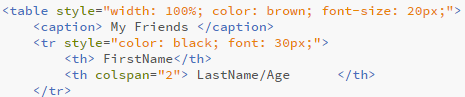 <table style="width: 100%; color: brown; font-size: 20px;">
<caption> My Friends </caption>
<tr style="color: black; font: 30px;">
<th> FirstName</th>
<th colspan="2"> LastName/Age </th>
</tr>